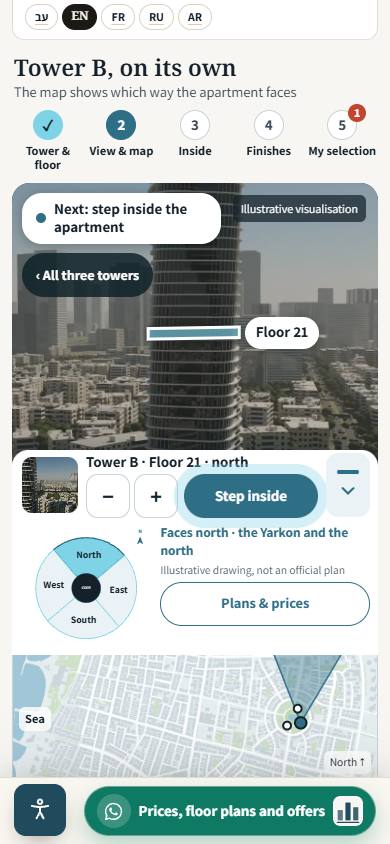 עב
EN
FR
RU
AR
Tower B, on its own
The map shows which way the apartment faces
✓
2
3
4
5
1
Tower &
floor
View & map
Inside
Finishes
My selection
Next: step inside the
apartment
Illustrative visualisation
‹ All three towers
Floor 21
Tower B · Floor 21 · north
−
+
Step inside
N
Faces north · the Yarkon and the
north
Illustrative drawing, not an official plan
North
West
East
South
Plans & prices
Sea
North ↑
Prices, floor plans and offers